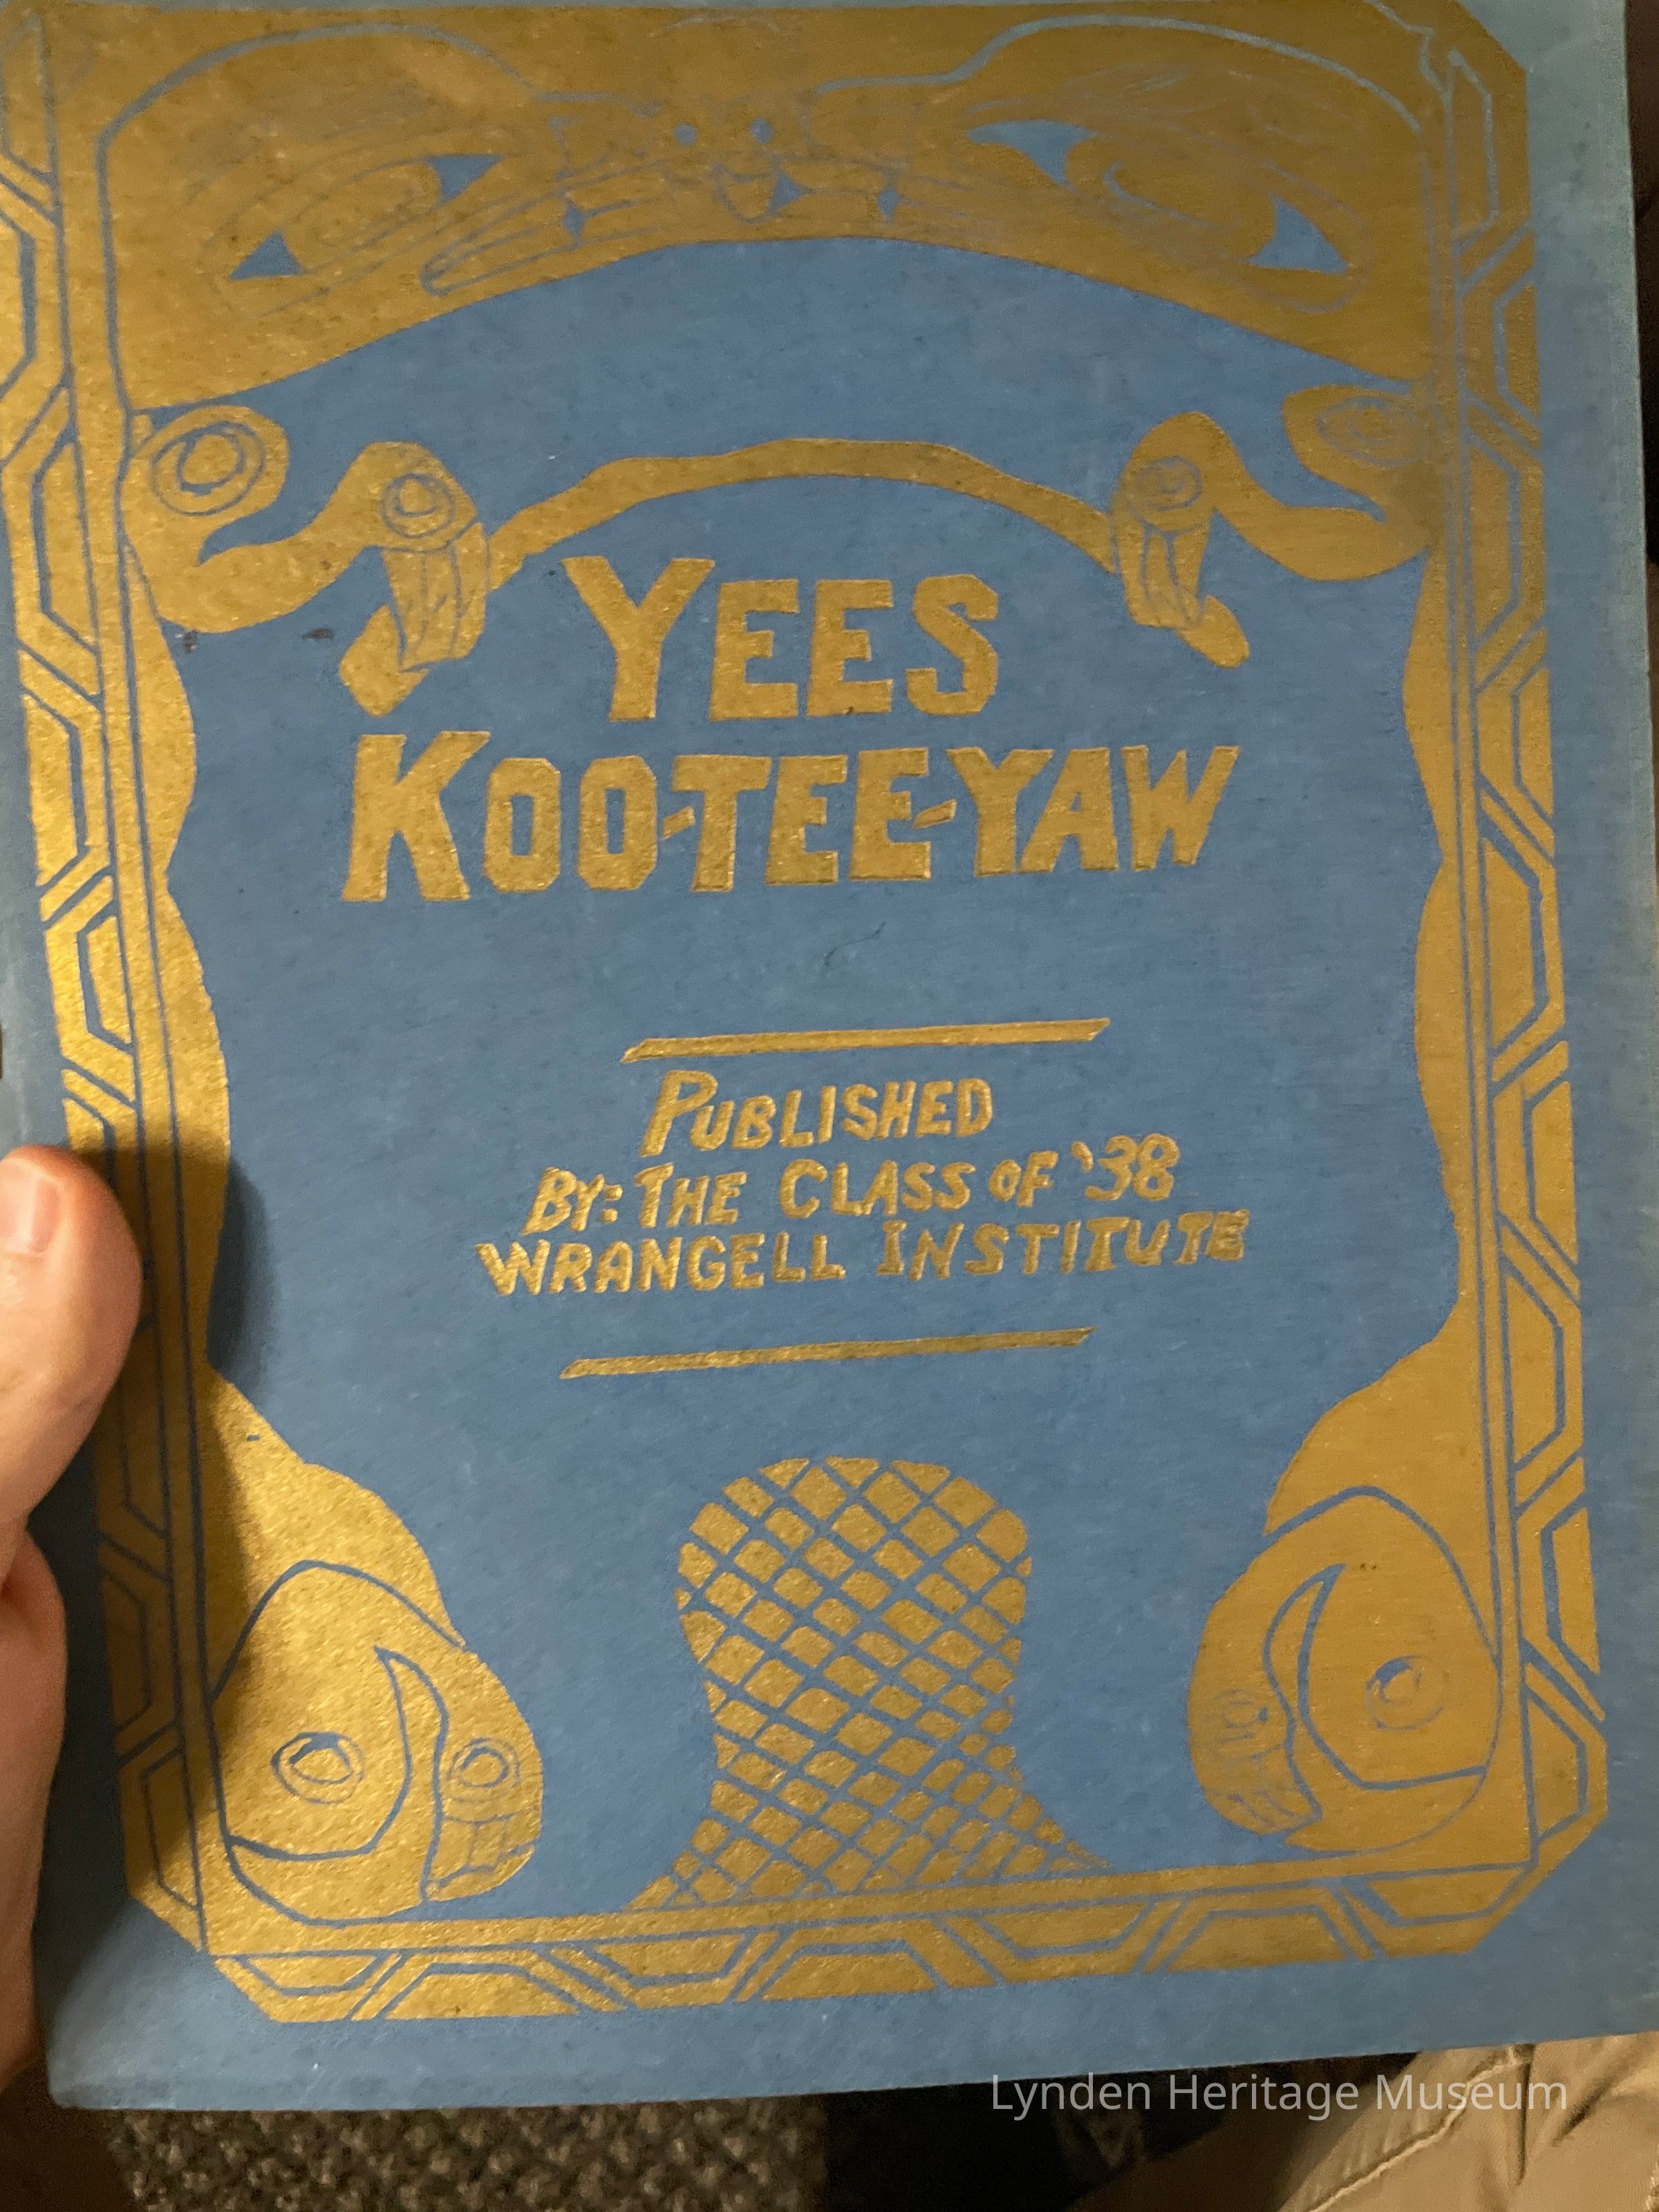 YEES
KOO-TEE-YAW
PUBLISHED
BY: THE CLASS OF '38
WRANGELL INSTITUTE
Lynden Heritage Museum